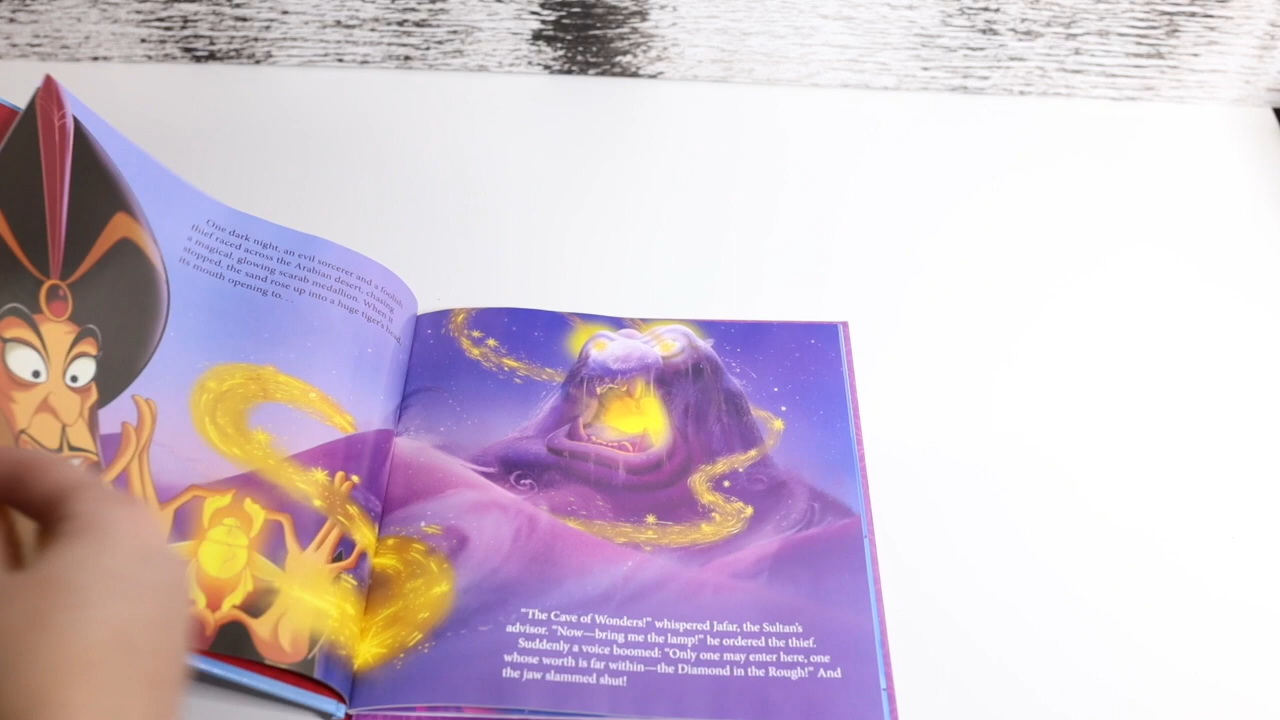 One dark night, an evil sorcerer and a foolish
thief raced across the Arabian desert, chasing
a magical, glowing scarab medallion. When it
stopped, the sand rose up into a huge tiger's head,
its mouth opening to. . .
"The Cave of Wonders!" whispered Jafar, the Sultan's
advisor. "Now—bring me the lamp!" he ordered the thief.
Suddenly a voice boomed: "Only one may enter here, one
whose worth is far within—the Diamond in the Rough!" And
the jaw slammed shut!